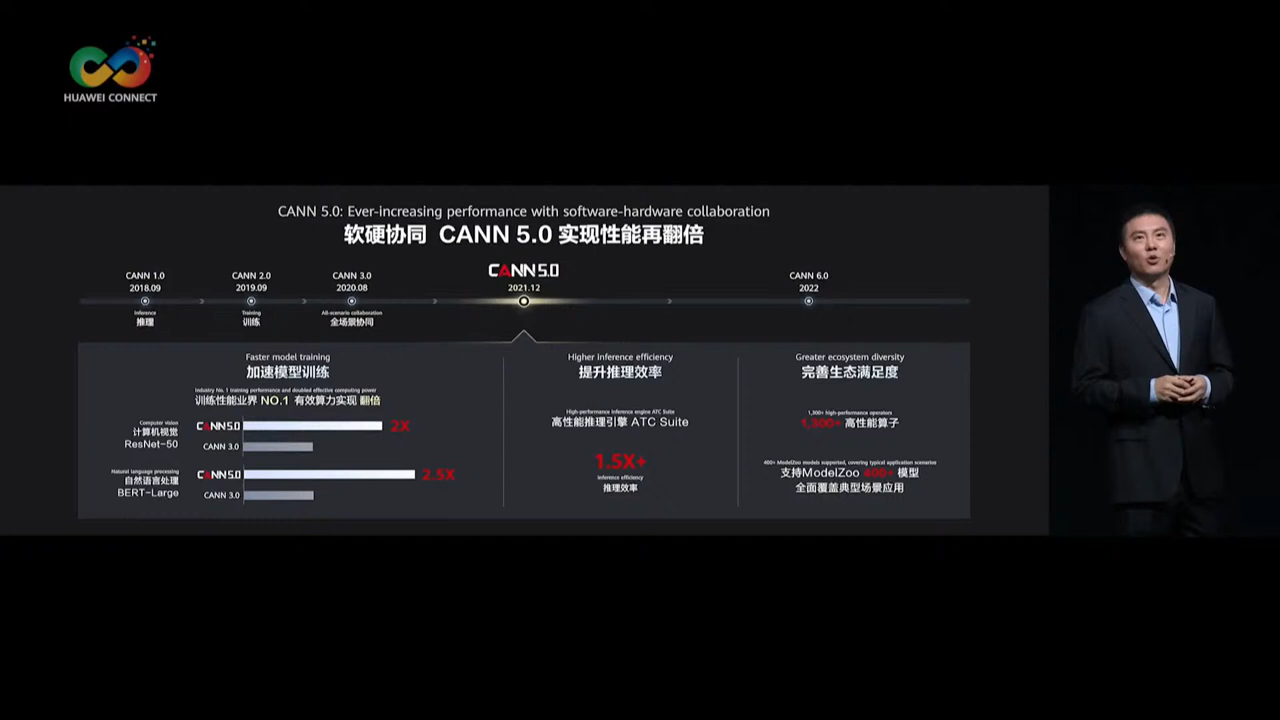 HUAWEI CONNECT
CANN 5.0: Ever-increasing performance with software-hardware collaboration
软硬协同 CANN 5.0 实现性能再翻倍
CANN 1.0
2018.09
Inference
推理
CANN 2.0
2019.09
Training
训练
CANN 3.0
2020.08
All-scenario collaboration
全场景协同
CANN 5.0
2021.12
CANN 6.0
2022
Faster model training
加速模型训练
Industry No. 1 training performance and doubled effective computing power
训练性能业界 NO.1 有效算力实现 翻倍
Computer vision
计算机视觉
ResNet-50
CANN 5.0
2X
CANN 3.0
Natural language processing
自然语言处理
BERT-Large
CANN 5.0
2.5X
CANN 3.0
Higher inference efficiency
提升推理效率
High-performance inference engine ATC Suite
高性能推理引擎 ATC Suite
1.5X+
Inference efficiency
推理效率
Greater ecosystem diversity
完善生态满足度
1,300+ high-performance operators
1,300+ 高性能算子
400+ ModelZoo models supported, covering typical application scenarios
支持ModelZoo 400+ 模型
全面覆盖典型场景应用